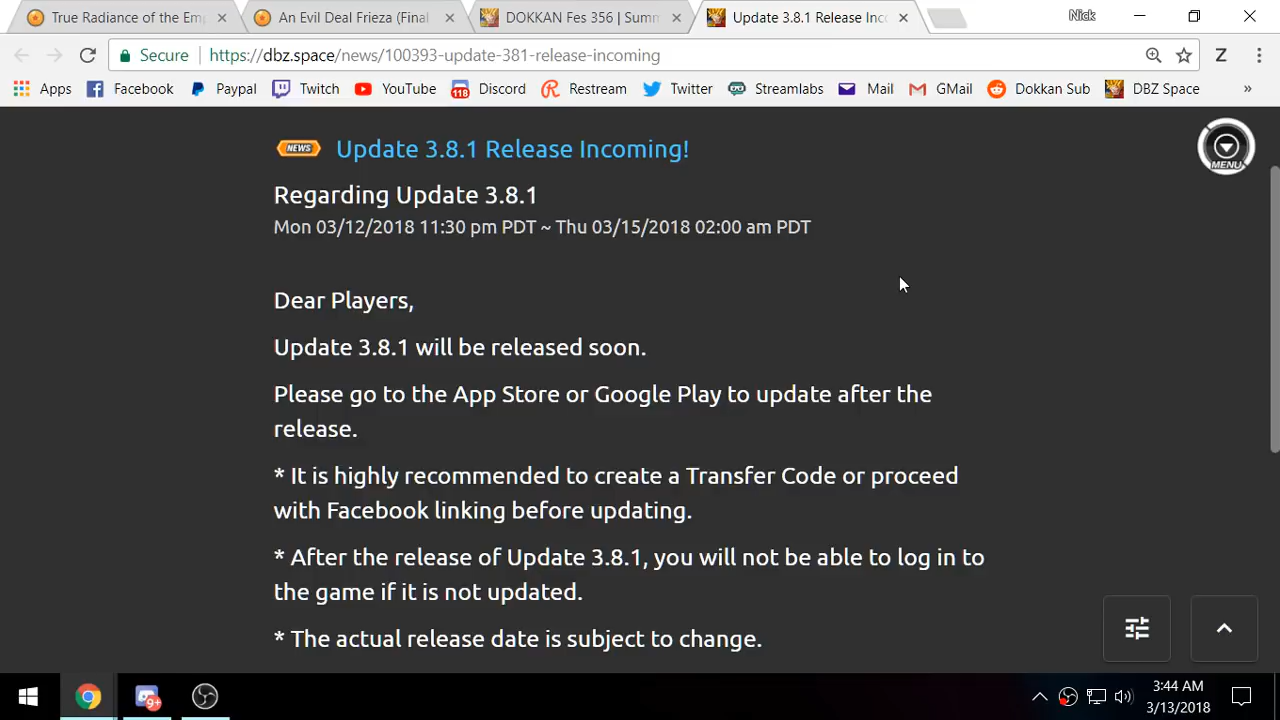 True Radiance of the Emp
An Evil Deal Frieza (Final
DOKKAN Fes 356 | Summ
Update 3.8.1 Release Inco
Nick
Secure
https://dbz.space/news/100393-update-381-release-incoming
Z
Apps
Facebook
Paypal
Twitch
YouTube
118
Discord
Restream
Twitter
Streamlabs
Mail
GMail
Dokkan Sub
DBZ Space
»
NEWS
Update 3.8.1 Release Incoming!
MENU
Regarding Update 3.8.1
Mon 03/12/2018 11:30 pm PDT ~ Thu 03/15/2018 02:00 am PDT
Dear Players,
Update 3.8.1 will be released soon.
Please go to the App Store or Google Play to update after the
release.
* It is highly recommended to create a Transfer Code or proceed
with Facebook linking before updating.
* After the release of Update 3.8.1, you will not be able to log in to
the game if it is not updated.
* The actual release date is subject to change.
9+
3:44 AM
3/13/2018